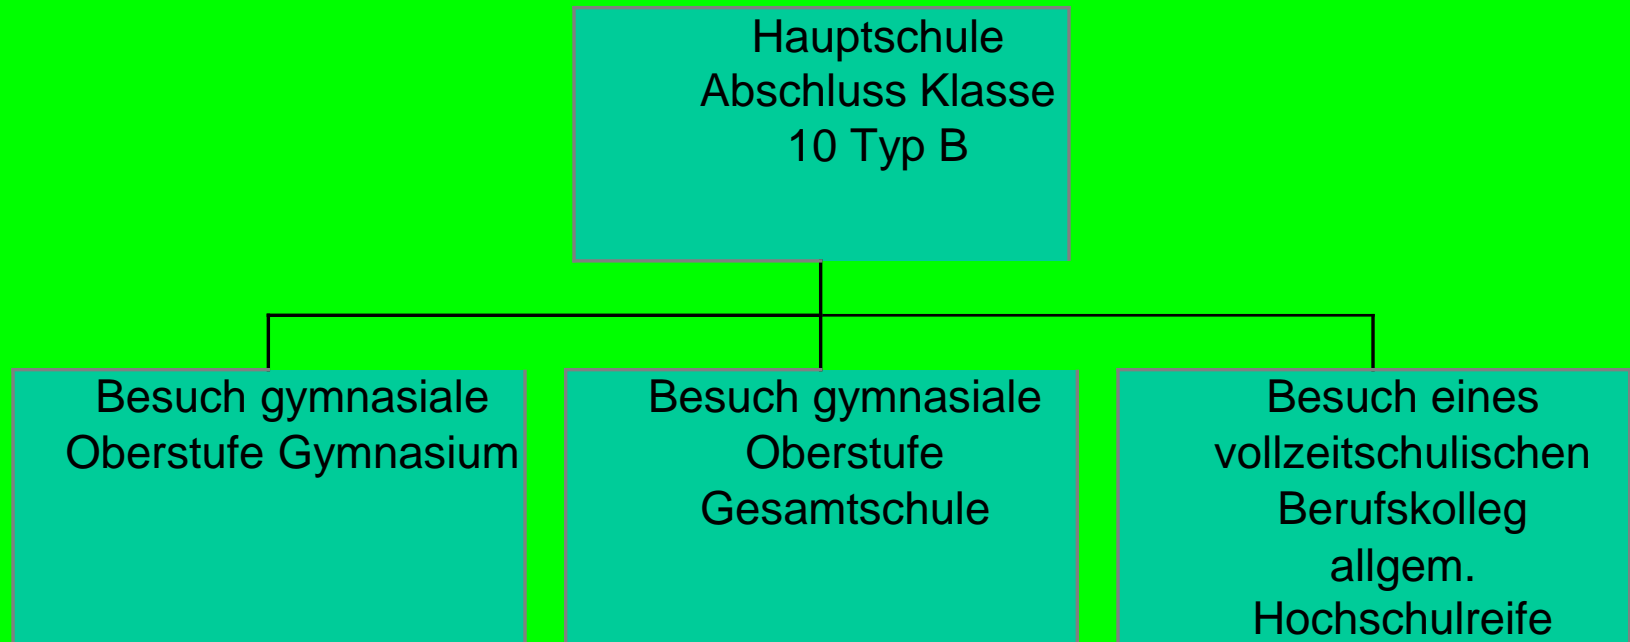 Hauptschule
Abschluss Klasse
10 Typ B
Besuch gymnasiale
Oberstufe Gymnasium
Besuch gymnasiale
Oberstufe
Gesamtschule
Besuch eines
vollzeitschulischen
Berufskolleg
allgem.
Hochschulreife